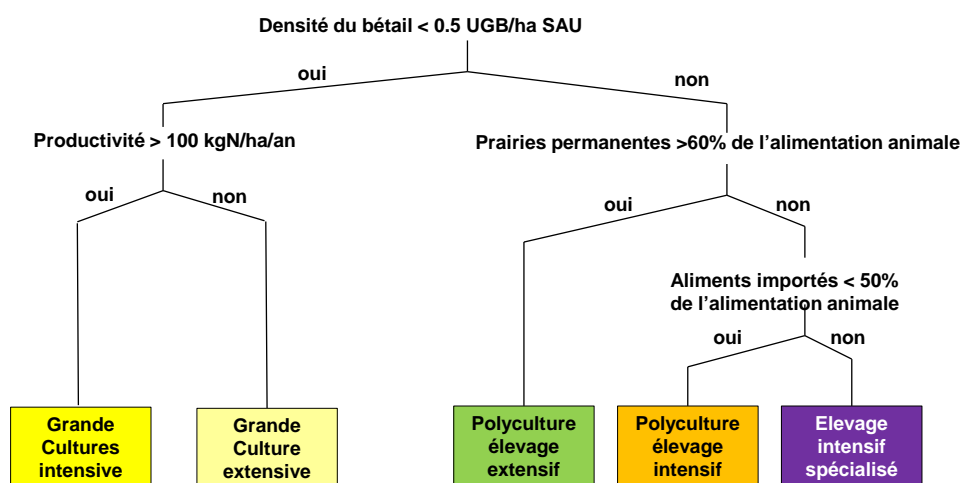 Densité du bétail < 0.5 UGB/ha SAU
oui
non
Productivité > 100 kgN/ha/an
Prairies permanentes >60% de l'alimentation animale
oui
non
oui
non
Aliments importés < 50%
de l'alimentation animale
oui
non
Grande
Cultures
intensive
Grande
Culture
extensive
Polyculture
élevage
extensif
Polyculture
élevage
intensif
Elevage
intensif
spécialisé